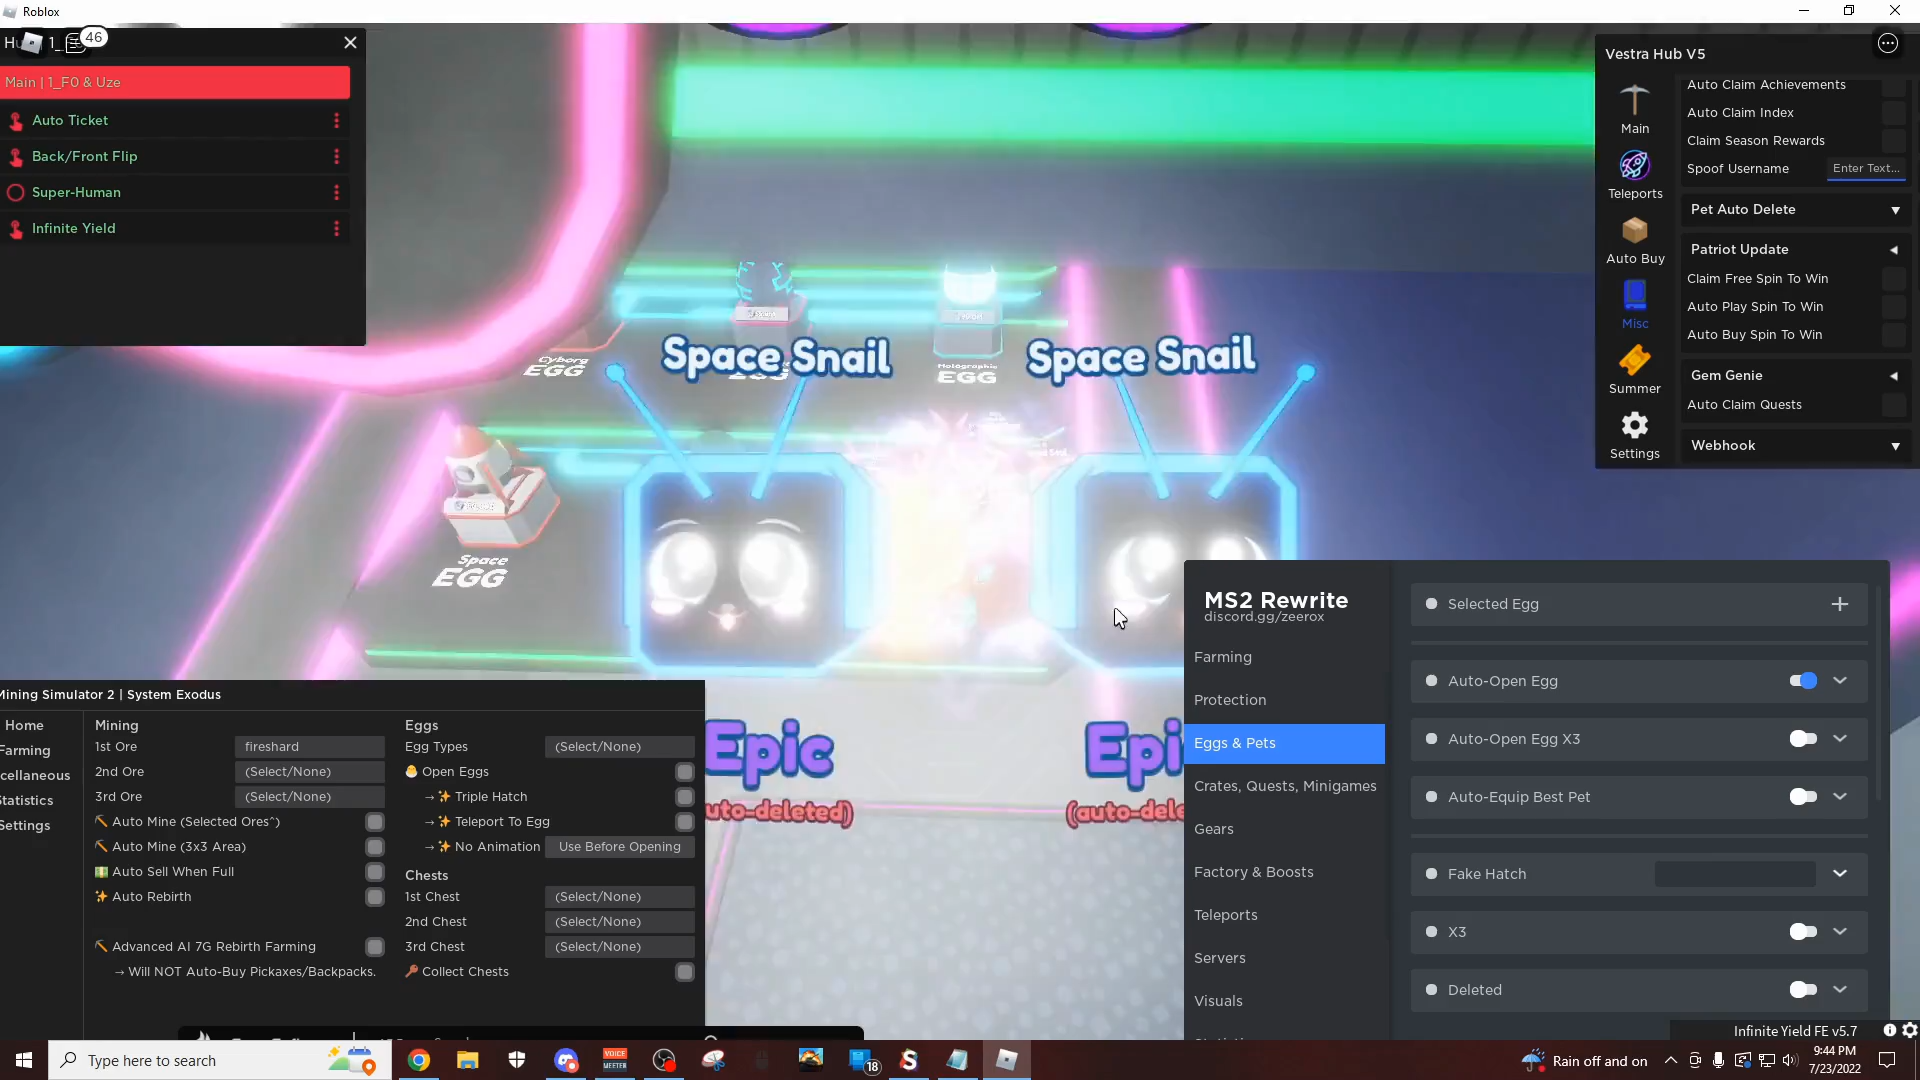 Roblox
46
Main | 1_F0 & Uze
Auto Ticket
Back/Front Flip
Super-Human
Infinite Yield
Vestra Hub V5
Main
Teleports
Auto Buy
Misc
Summer
Settings
Auto Claim Achievements
Auto Claim Index
Claim Season Rewards
Spoof Username
Enter Text...
Pet Auto Delete
Patriot Update
Claim Free Spin To Win
Auto Play Spin To Win
Auto Buy Spin To Win
Gem Genie
Auto Claim Quests
Webhook
Space Snail
Space Snail
Cyborg
EGG
EGG
Holographic
EGG
Space
EGG
Epic
Epi
uto-deleted)
(auto-dele
Mining Simulator 2 | System Exodus
Home
Farming
cellaneous
Statistics
Settings
Mining
1st Ore
fireshard
2nd Ore
(Select/None)
3rd Ore
(Select/None)
Auto Mine (Selected Ores^)
Auto Mine (3x3 Area)
Auto Sell When Full
Auto Rebirth
Advanced AI 7G Rebirth Farming
→ Will NOT Auto-Buy Pickaxes/Backpacks.
Eggs
Egg Types
(Select/None)
Open Eggs
→ Triple Hatch
→ Teleport To Egg
→ No Animation
Use Before Opening
Chests
1st Chest
(Select/None)
2nd Chest
(Select/None)
3rd Chest
(Select/None)
Collect Chests
MS2 Rewrite
discord.gg/zeerox
Farming
Protection
Eggs & Pets
Crates, Quests, Minigames
Gears
Factory & Boosts
Teleports
Servers
Visuals
Selected Egg
Auto-Open Egg
Auto-Open Egg X3
Auto-Equip Best Pet
Fake Hatch
X3
Deleted
Infinite Yield FE v5.7
Type here to search
VOICE
MEETER
18
Rain off and on
9:44 PM
7/23/2022